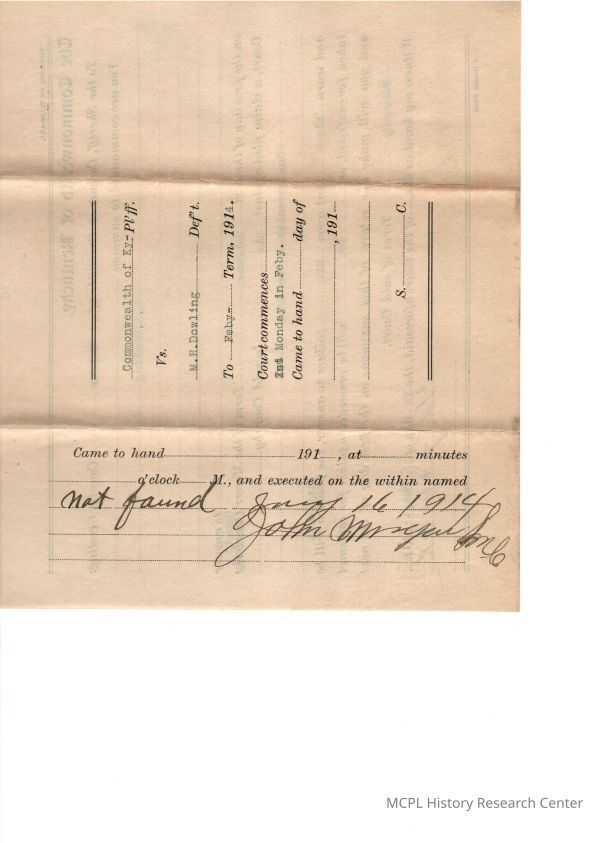 Commonwealth of Ky- Pl'ff.
Vs.
M.H.Dowling Def't.
To Feby- Term, 1914.
Court commences
2nd Monday in Feby.
Came to hand day of
, 191
S. C.
Came to hand 191 , at minutes
o'clock M., and executed on the within named
not found Jany 16 1914
John
MCPL History Research Center